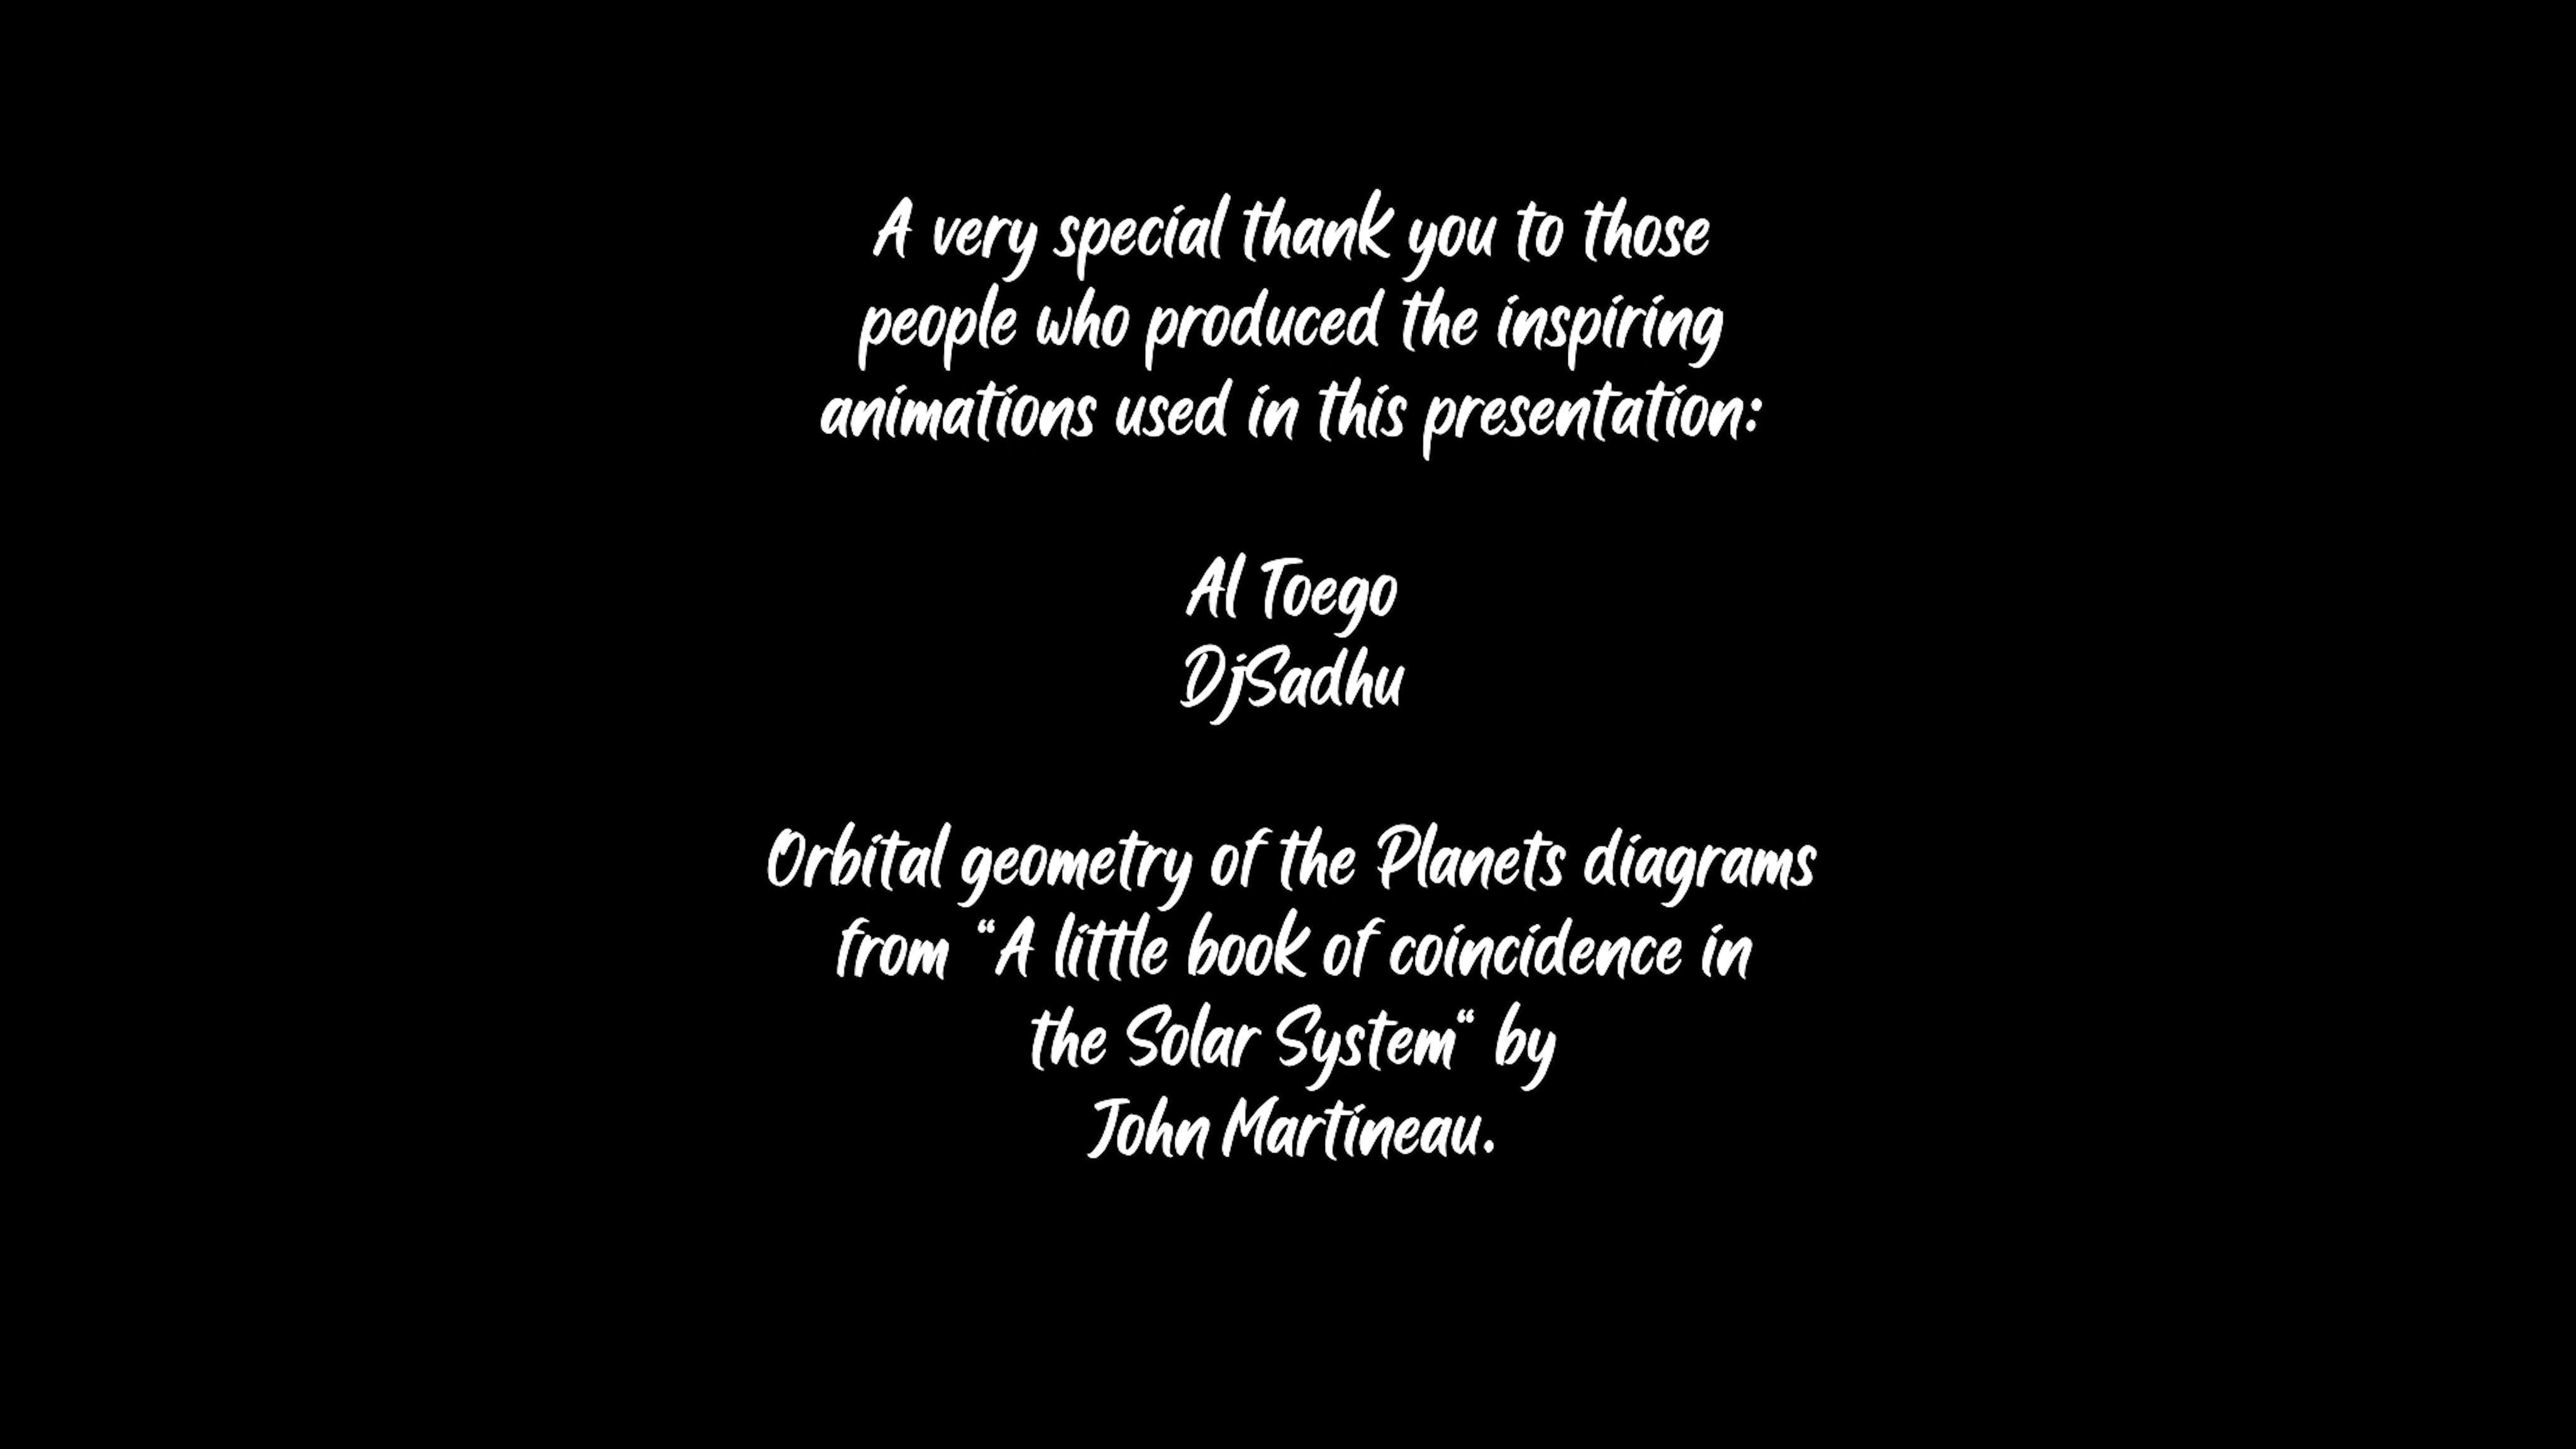 A very special thank you to those
people who produced the inspiring
animations used in this presentation:
Al Toego
DjSadhu
Orbital geometry of the Planets diagrams
from “A little book of coincidence in
the Solar System“ by
John Martineau.